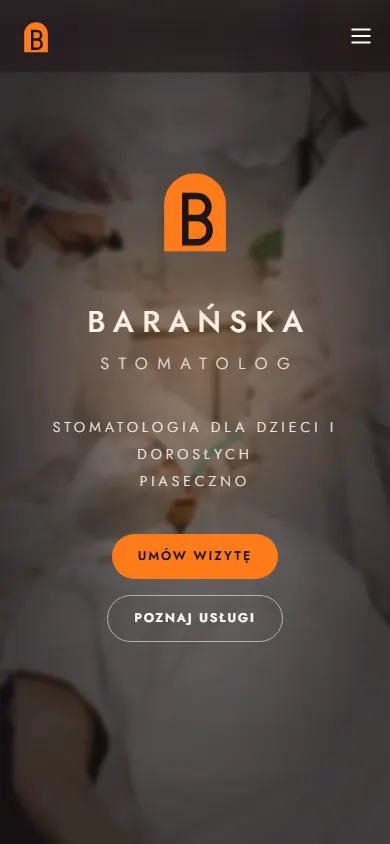 B
B
BARAŃSKA
STOMATOLOG
STOMATOLOGIA DLA DZIECI I
DOROSŁYCH
PIASECZNO
UMÓW WIZYTĘ
POZNAJ USŁUGI